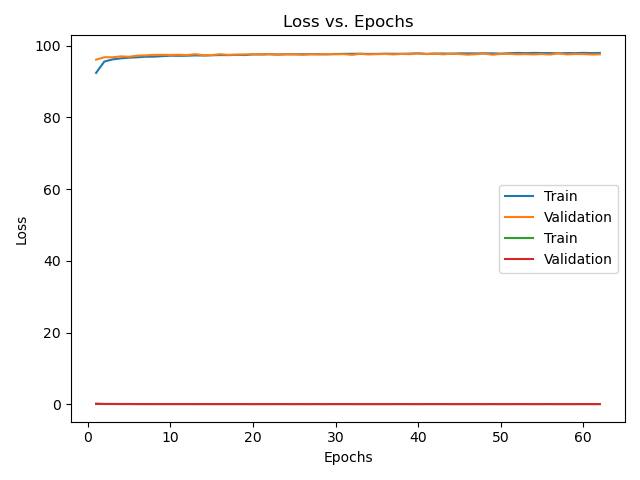 Loss vs. Epochs
100
80
60
40
20
0
Loss
Train
Validation
Train
Validation
0 10 20 30 40 50 60
Epochs